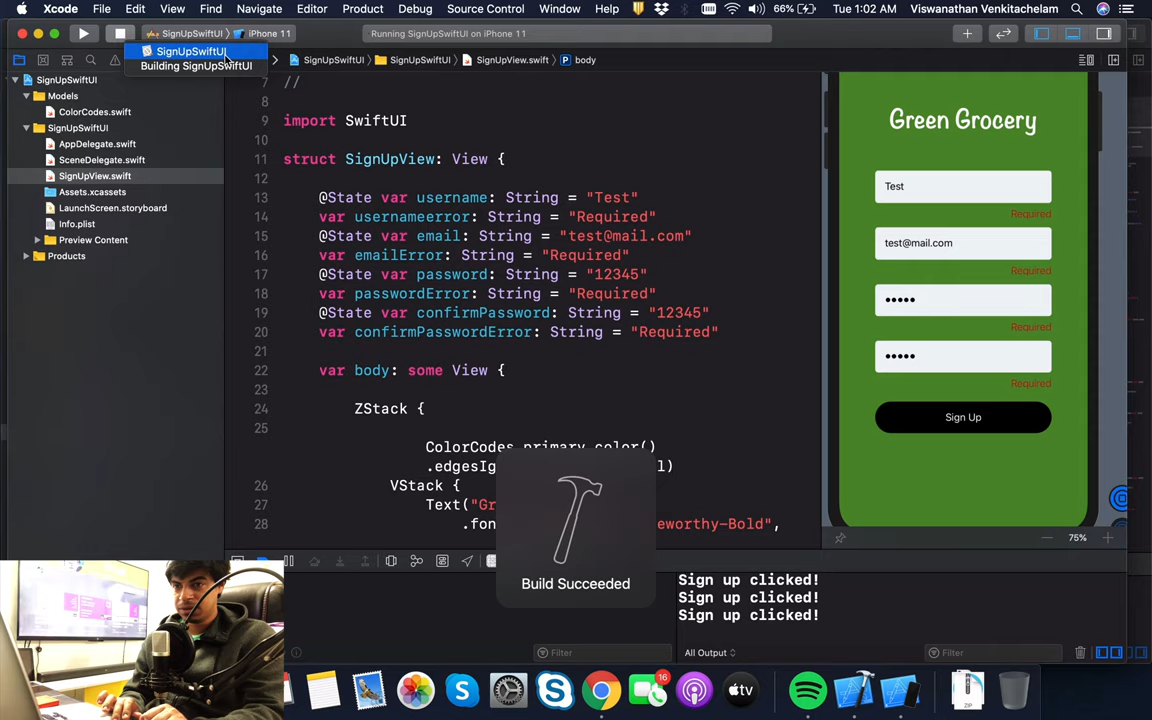 Xcode File Edit View Find Navigate Editor Product Debug Source Control Window Help 66% Tue 1:02 AM Viswanathan Venkitachelam
SignUpSwiftUI iPhone 11 Running SignUpSwiftUI on iPhone 11
SignUpSwiftUI
Building SignUpSwiftUI
SignUpSwiftUI SignUpSwiftUI SignUpView.swift P body
SignUpSwiftUI
Models
ColorCodes.swift
SignUpSwiftUI
AppDelegate.swift
SceneDelegate.swift
SignUpView.swift
Assets.xcassets
LaunchScreen.storyboard
Info.plist
Preview Content
Products
7 //
8
9 import SwiftUI
10
11 struct SignUpView: View {
12
13 @State var username: String = "Test"
14 var usernameerror: String = "Required"
15 @State var email: String = "test@mail.com"
16 var emailError: String = "Required"
17 @State var password: String = "12345"
18 var passwordError: String = "Required"
19 @State var confirmPassword: String = "12345"
20 var confirmPasswordError: String = "Required"
21
22 var body: some View {
23
24 ZStack {
25
ColorCodes.primary.color()
26 VStack {
27
28
eworthy-Bold",
Build Succeeded
Green Grocery
Test
Required
test@mail.com
Required
•••••
Required
•••••
Required
Sign Up
75%
Sign up clicked!
Sign up clicked!
Sign up clicked!
Filter
All Output
Filter
16
tv
ZIP